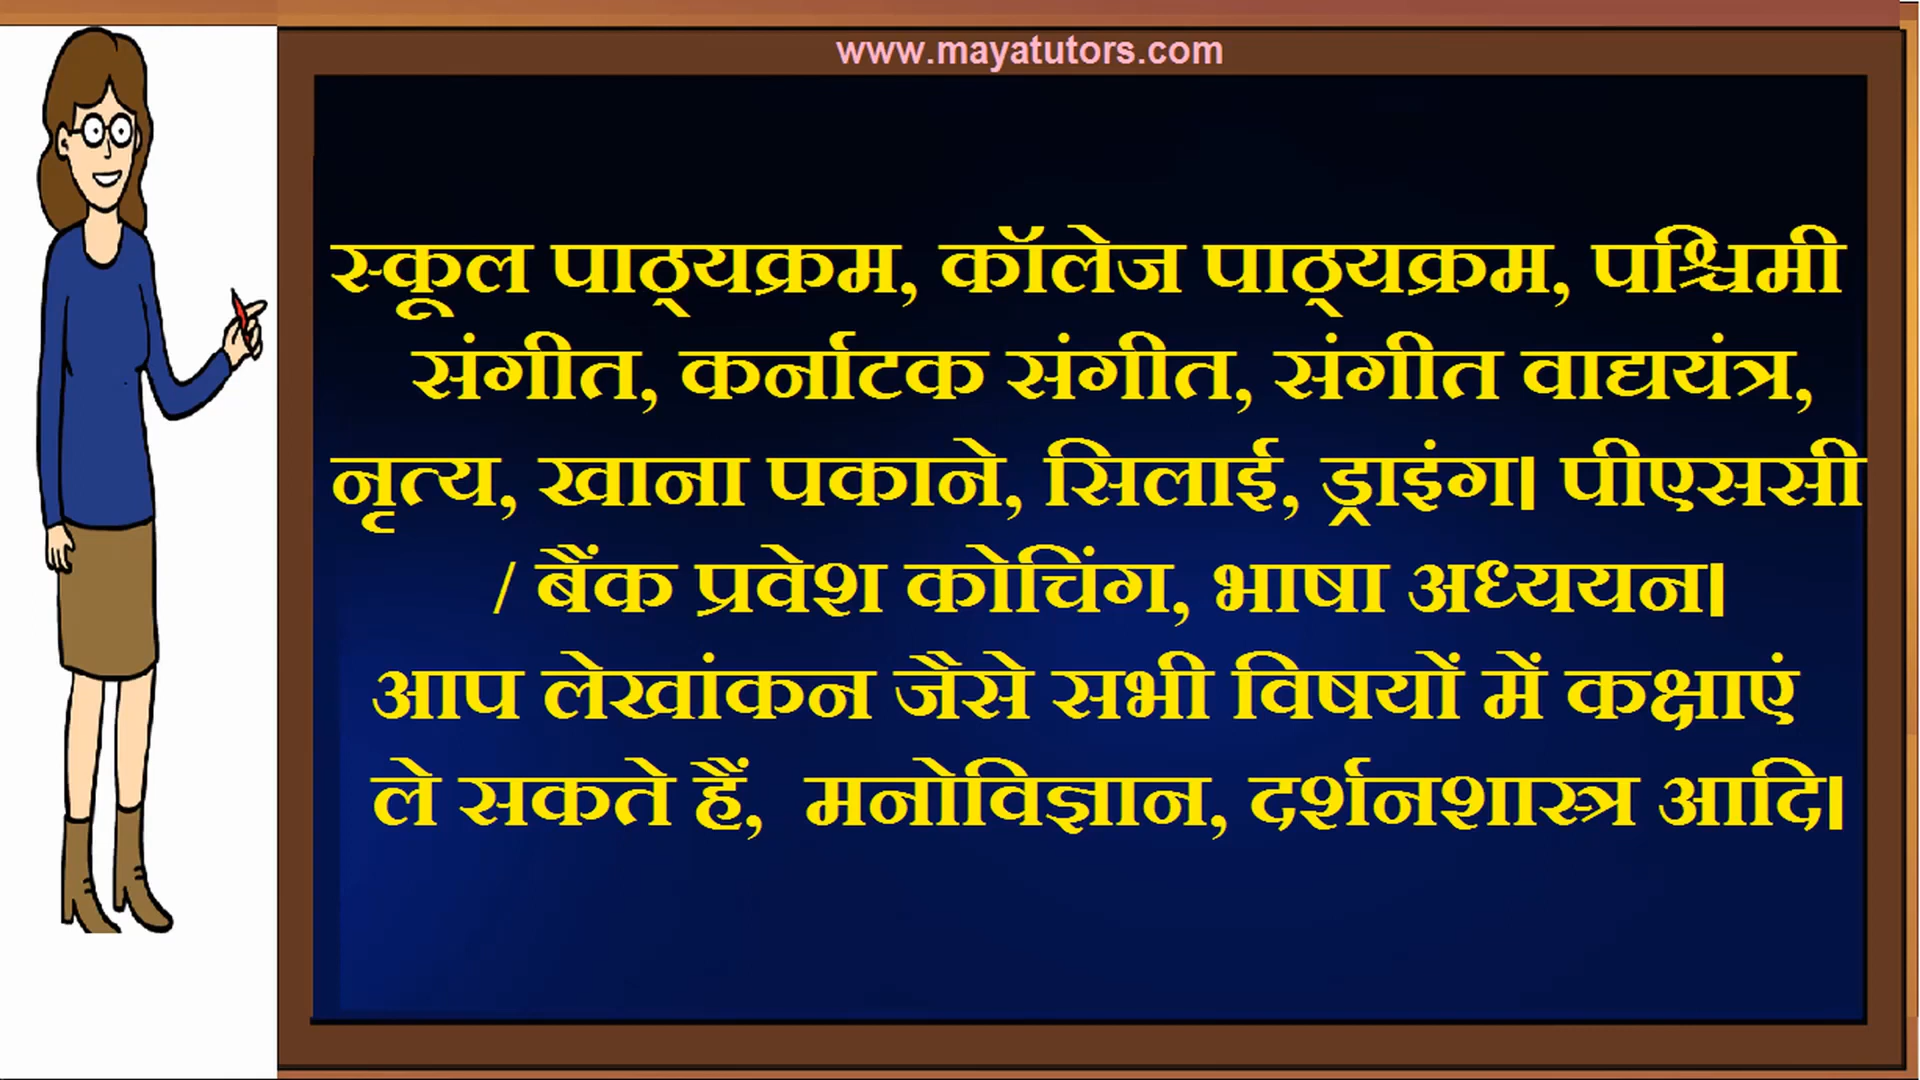 www.mayatutors.com
स्कूल पाठ्यक्रम, कॉलेज पाठ्यक्रम, पश्चिमी
संगीत, कर्नाटक संगीत, संगीत वाद्ययंत्र,
नृत्य, खाना पकाने, सिलाई, ड्राइंग। पीएससी
/ बैंक प्रवेश कोचिंग, भाषा अध्ययन।
आप लेखांकन जैसे सभी विषयों में कक्षाएं
ले सकते हैं, मनोविज्ञान, दर्शनशास्त्र आदि।